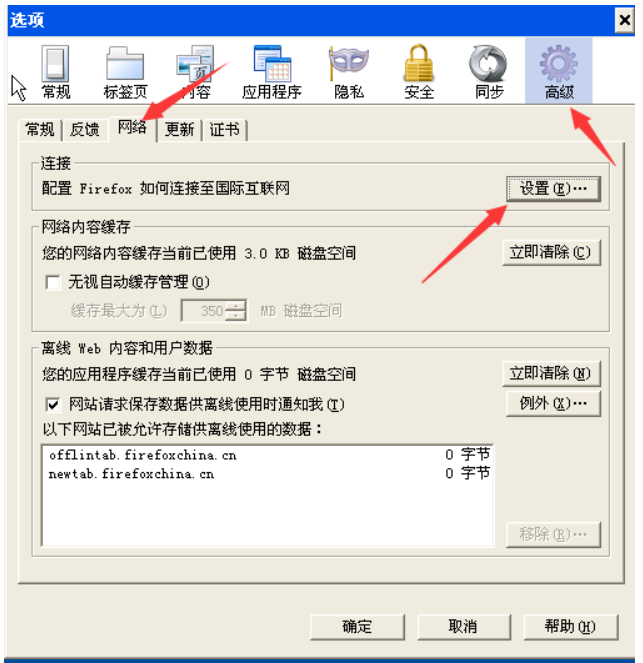 选项
常规 标签页 内容 应用程序 隐私 安全 同步 高级
常规 反馈 网络 更新 证书
连接
配置 Firefox 如何连接至国际互联网 设置(E)…
网络内容缓存
您的网络内容缓存当前已使用 3.0 KB 磁盘空间 立即清除(C)
无视自动缓存管理(O)
缓存最大为(L) 350 MB 磁盘空间
离线 Web 内容和用户数据
您的应用程序缓存当前已使用 0 字节 磁盘空间 立即清除(N)
网站请求保存数据供离线使用时通知我(T) 例外(X)…
以下网站已被允许存储供离线使用的数据：
offlintab.firefoxchina.cn 0 字节
newtab.firefoxchina.cn 0 字节
移除(R)…
确定 取消 帮助(H)